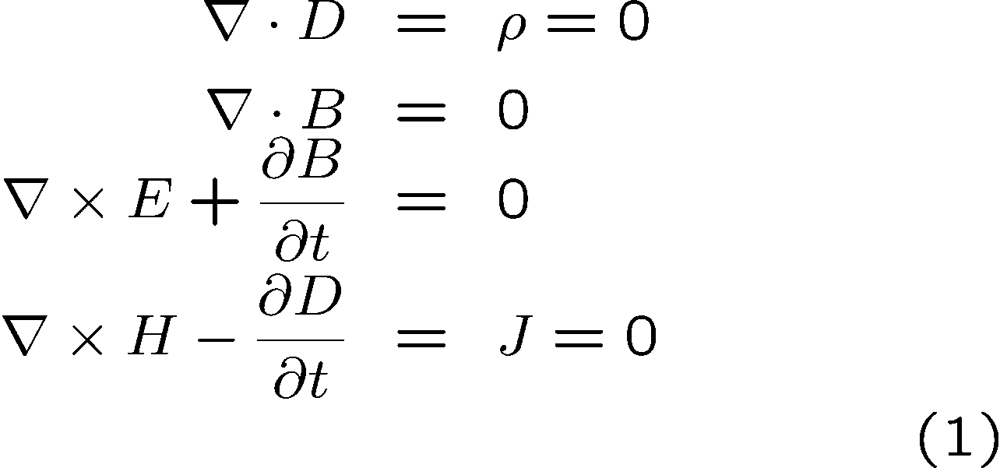 ∇ · D = ρ = 0
∇ · B = 0
∇ × E + ∂B/∂t = 0
∇ × H − ∂D/∂t = J = 0
(1)